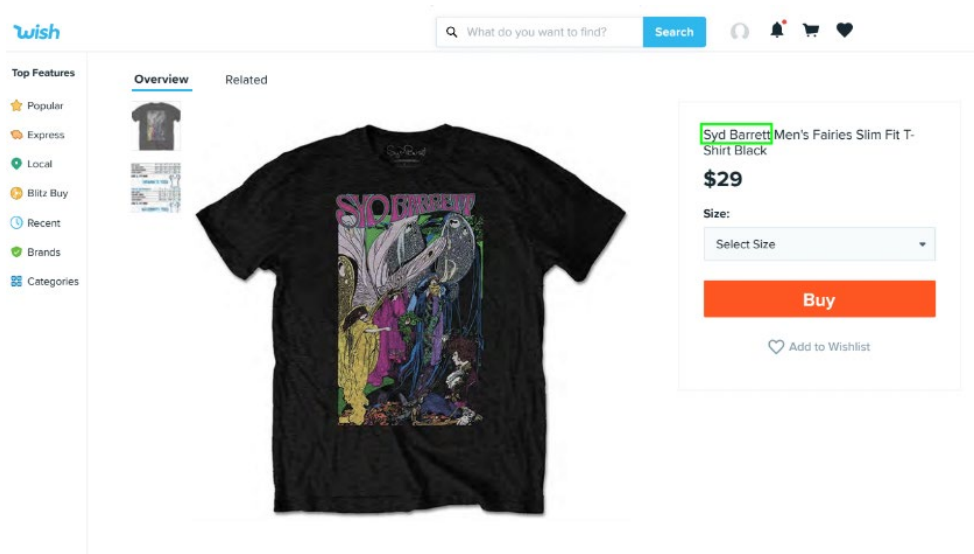 wish
What do you want to find?
Search
Top Features
Popular
Express
Local
Blitz Buy
Recent
Brands
Categories
Overview
Related
Syd Barrett
SYD BARRETT
Syd Barrett Men's Fairies Slim Fit T-
Shirt Black
$29
Size:
Select Size
Buy
Add to Wishlist